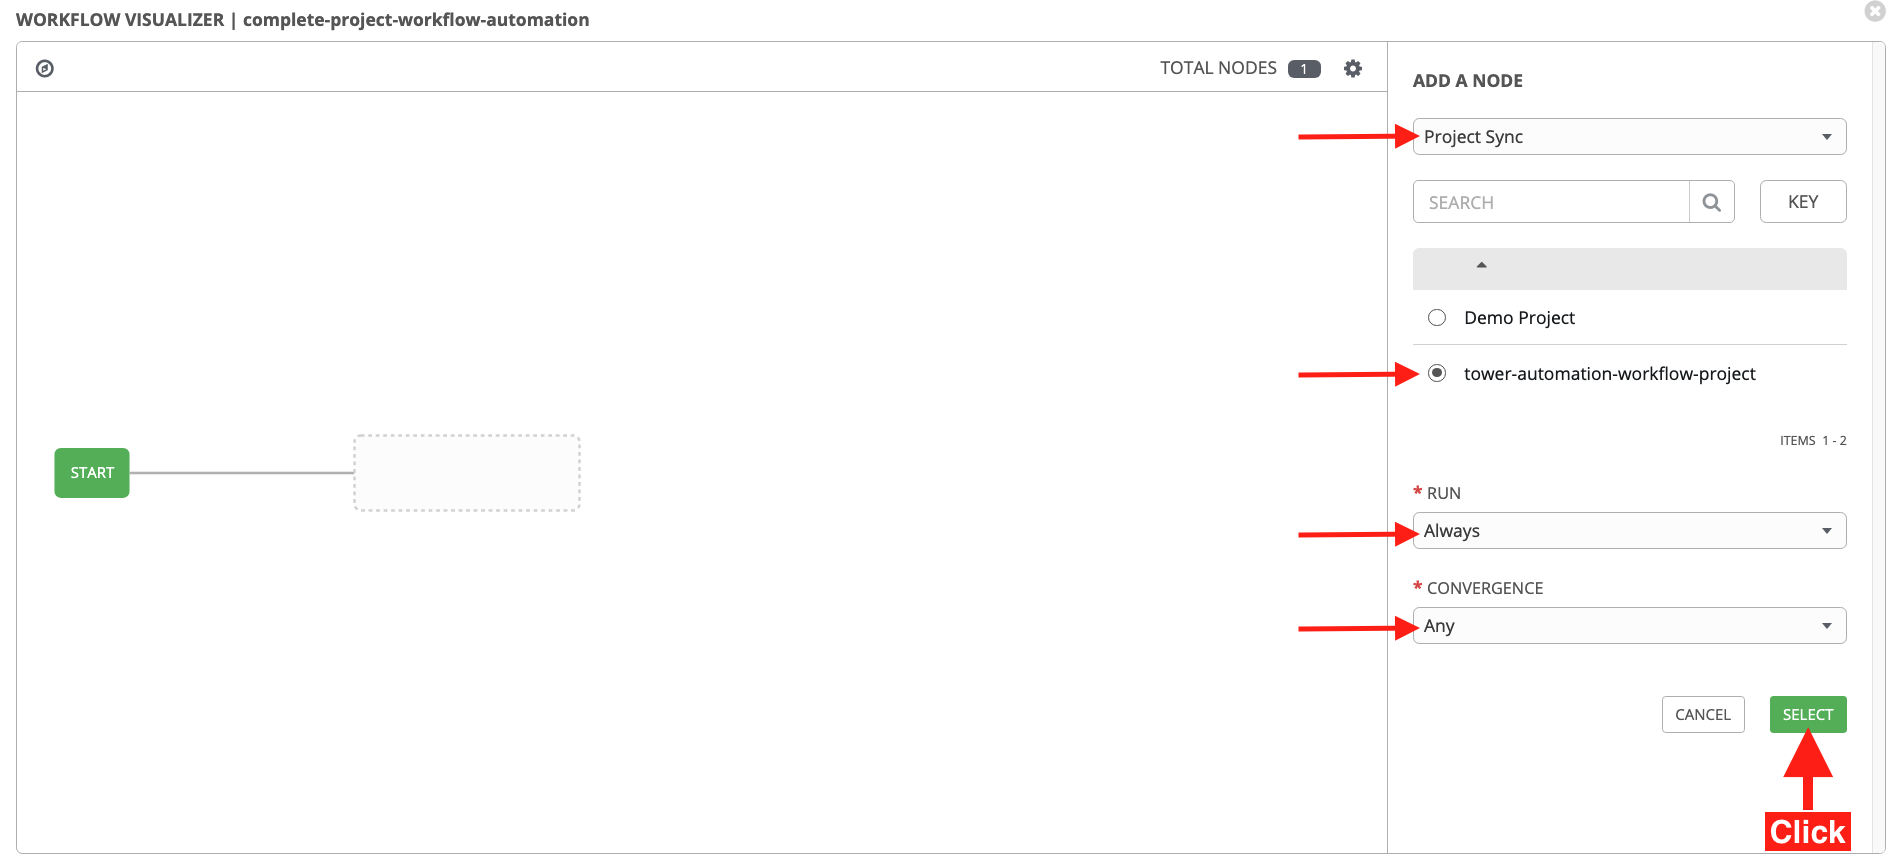 WORKFLOW VISUALIZER | complete-project-workflow-automation
TOTAL NODES 1
ADD A NODE
Project Sync
SEARCH
KEY
Demo Project
tower-automation-workflow-project
ITEMS 1 - 2
START
* RUN
Always
* CONVERGENCE
Any
CANCEL
SELECT
Click